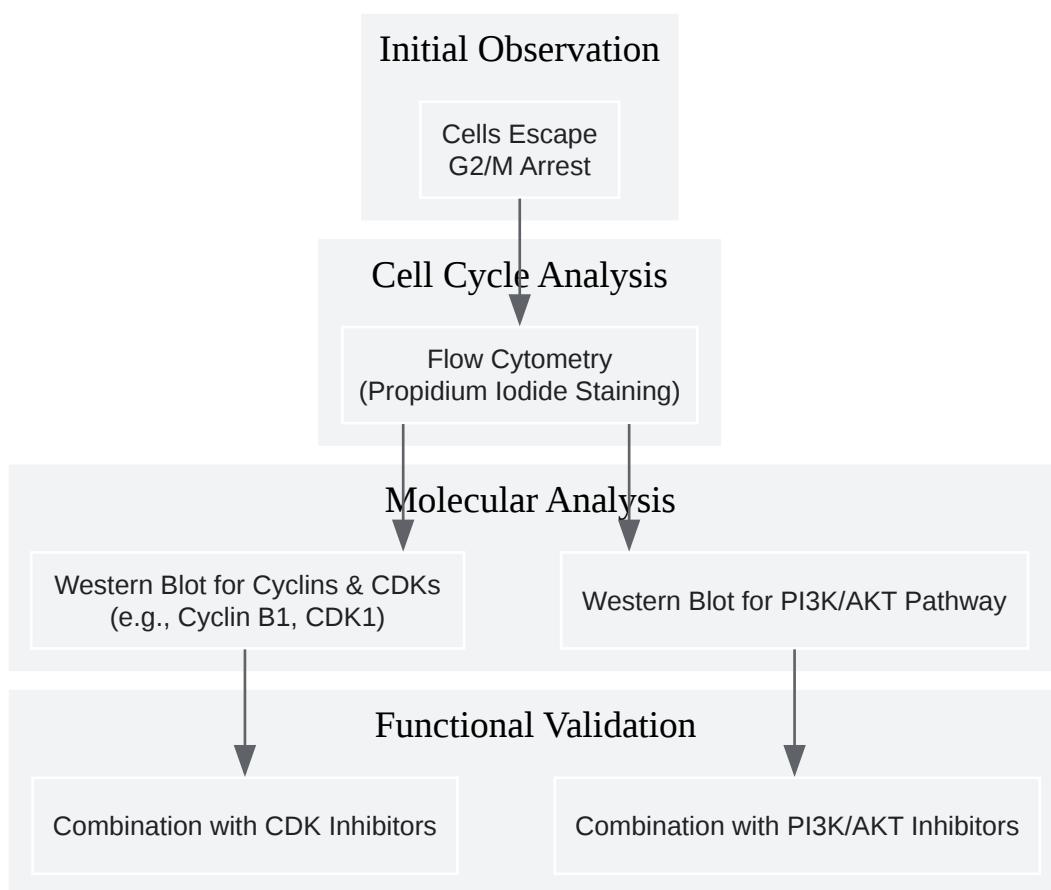 Initial Observation
Cells Escape
G2/M Arrest
Cell Cycle Analysis
Flow Cytometry
(Propidium Iodide Staining)
Molecular Analysis
Western Blot for Cyclins & CDKs
(e.g., Cyclin B1, CDK1)
Western Blot for PI3K/AKT Pathway
Functional Validation
Combination with CDK Inhibitors
Combination with PI3K/AKT Inhibitors